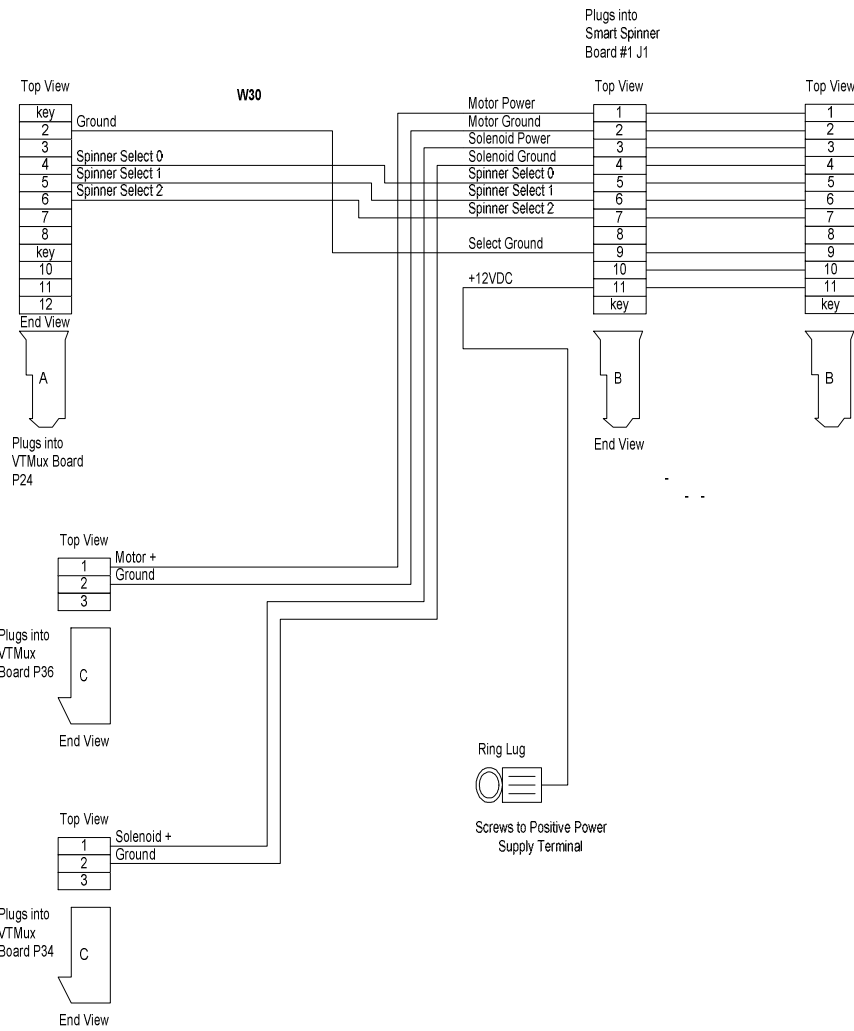 Plugs into
Smart Spinner
Board #1 J1
Top View
W30
Top View
Top View
key
2
3
4
5
6
7
8
key
10
11
12
Ground
Spinner Select 0
Spinner Select 1
Spinner Select 2
End View
A
Plugs into
VTMux Board
P24
Motor Power
Motor Ground
Solenoid Power
Solenoid Ground
Spinner Select 0
Spinner Select 1
Spinner Select 2
Select Ground
+12VDC
1
2
3
4
5
6
7
8
9
10
11
key
B
End View
1
2
3
4
5
6
7
8
9
10
11
key
B
- 
- -
Top View
1
2
3
Motor +
Ground
Plugs into
VTMux
Board P36
C
End View
Ring Lug
Screws to Positive Power
Supply Terminal
Top View
1
2
3
Solenoid +
Ground
Plugs into
VTMux
Board P34
C
End View